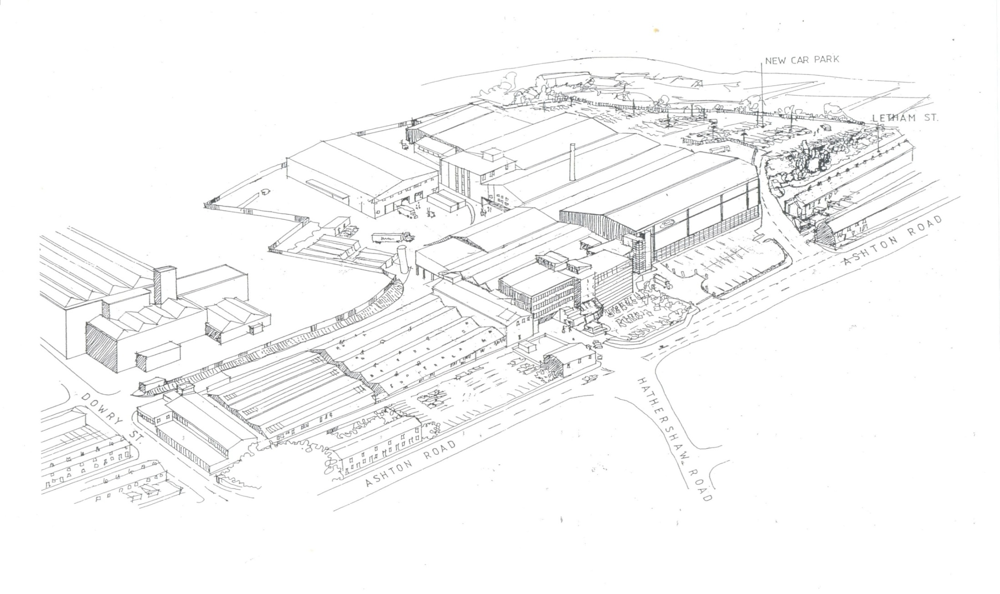 NEW CAR PARK
LETHAM ST.
ASHTON ROAD
DOWRY ST.
ASHTON ROAD
HATHERSHAW ROAD